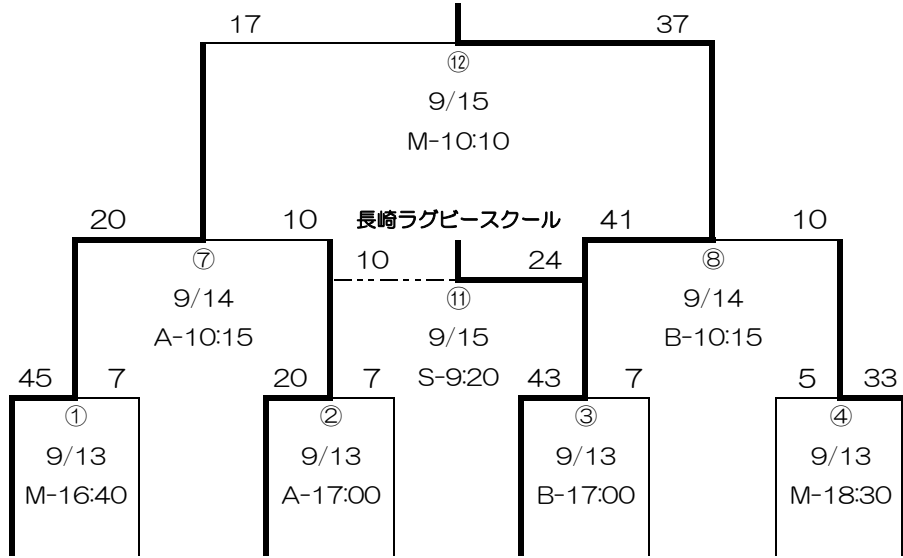 17 37
⑫
9/15
M-10:10
20 10 長崎ラグビースクール 41 10
⑦ 10 24 ⑧
9/14 ⑪ 9/14
A-10:15 9/15 B-10:15
45 7 20 7 S-9:20 43 7 5 33
① ② ③ ④
9/13 9/13 9/13 9/13
M-16:40 A-17:00 B-17:00 M-18:30